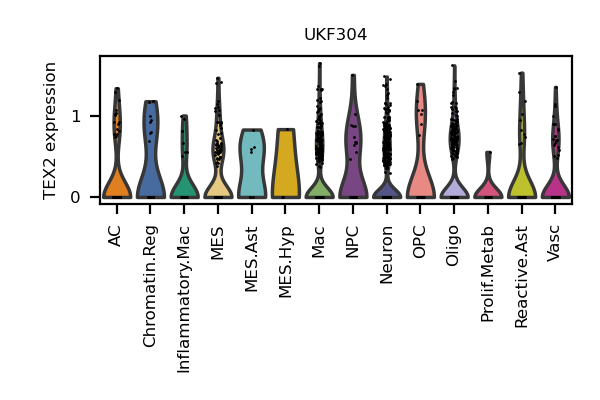 UKF304
TEX2 expression
1
0
AC
Chromatin.Reg
Inflammatory.Mac
MES
MES.Ast
MES.Hyp
Mac
NPC
Neuron
OPC
Oligo
Prolif.Metab
Reactive.Ast
Vasc